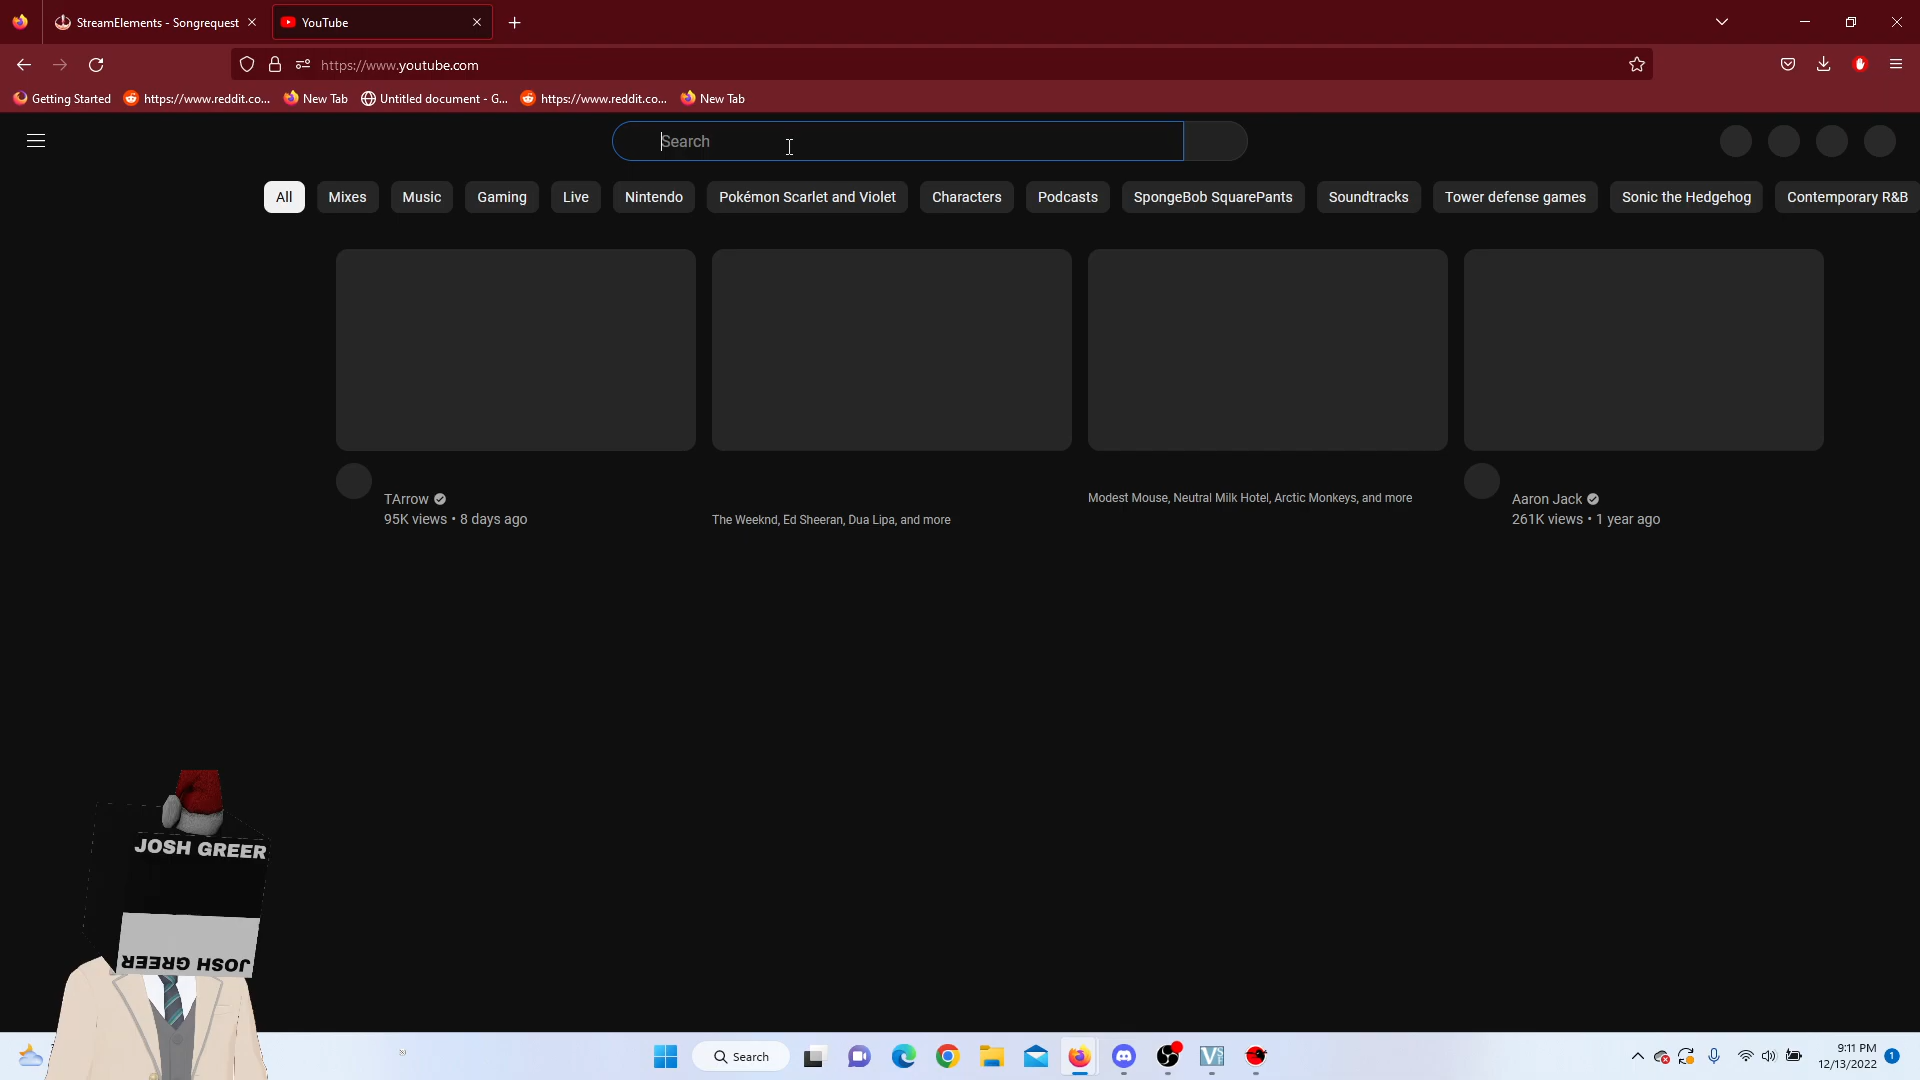 StreamElements - Songrequest
YouTube
https://www.youtube.com
Getting Started
https://www.reddit.co...
New Tab
Untitled document - G...
https://www.reddit.co...
New Tab
Search
All
Mixes
Music
Gaming
Live
Nintendo
Pokémon Scarlet and Violet
Characters
Podcasts
SpongeBob SquarePants
Soundtracks
Tower defense games
Sonic the Hedgehog
Contemporary R&B
TArrow
95K views • 8 days ago
The Weeknd, Ed Sheeran, Dua Lipa, and more
Modest Mouse, Neutral Milk Hotel, Arctic Monkeys, and more
Aaron Jack
261K views • 1 year ago
JOSH GREER
JOSH GREER
Search
9:11 PM
12/13/2022
1